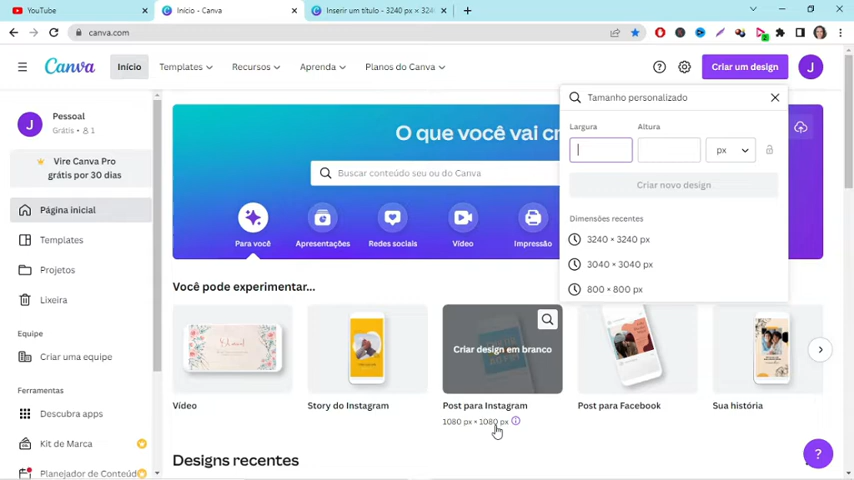 YouTube
Início - Canva
Inserir um título - 3240 px × 324
canva.com
Canva
Início
Templates
Recursos
Aprenda
Planos do Canva
Criar um design
J
J
Pessoal
Grátis • 1
Vire Canva Pro
grátis por 30 dias
Página inicial
Templates
Projetos
Lixeira
Equipe
Criar uma equipe
Ferramentas
Descubra apps
Kit de Marca
Planejador de Conteúd
O que você vai cr
Buscar conteúdo seu ou do Canva
Para você
Apresentações
Redes sociais
Vídeo
Impressão
Tamanho personalizado
Largura
Altura
px
Criar novo design
Dimensões recentes
3240 × 3240 px
3040 × 3040 px
800 × 800 px
Você pode experimentar...
Criar design em branco
Vídeo
Story do Instagram
Post para Instagram
Post para Facebook
Sua história
1080 px × 1080 px
Designs recentes
?